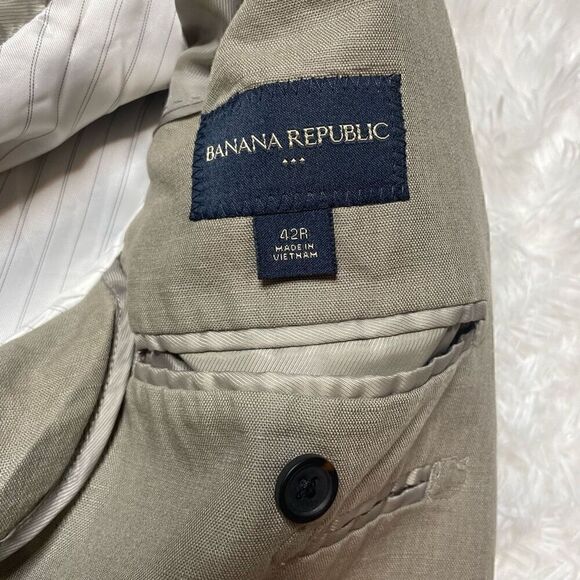 BANANA REPUBLIC
42R
MADE IN
VIETNAM